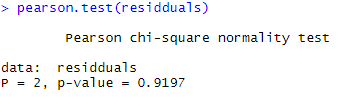 > pearson.test(residduals)
Pearson chi-square normality test
data:  residduals
P = 2, p-value = 0.9197